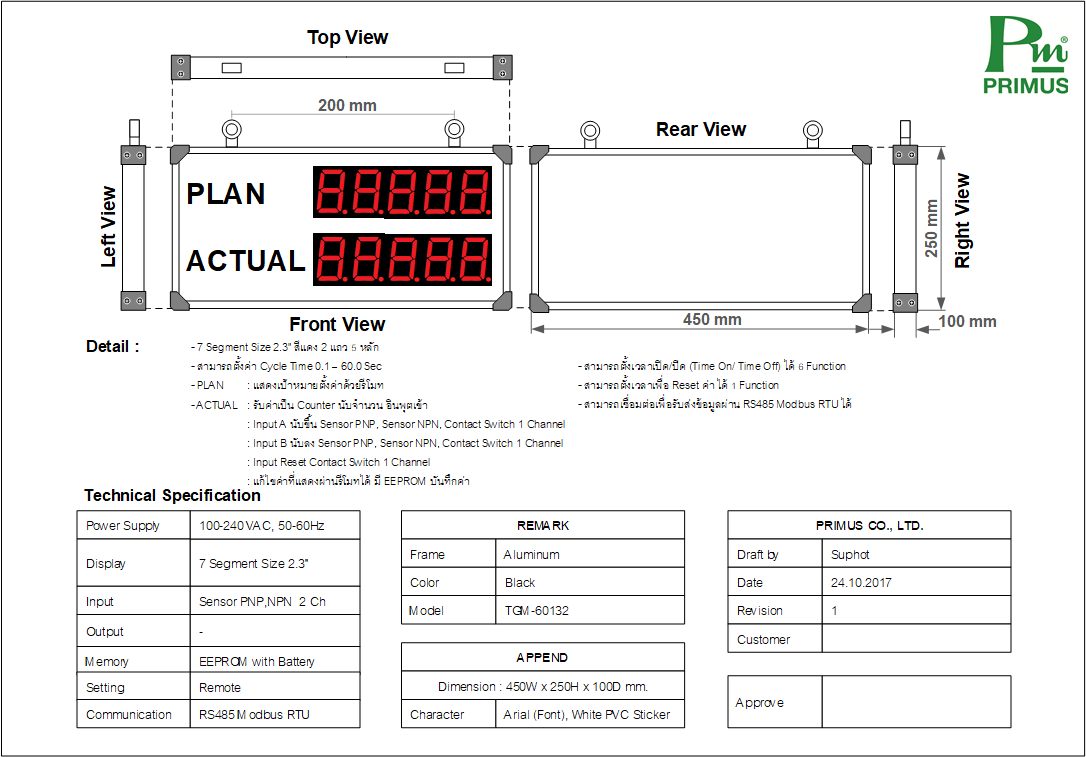 Top View
Pm®
PRIMUS
200 mm
Rear View
Left View
PLAN
8.8.8.8.8.
ACTUAL
8.8.8.8.8.
250 mm
Right View
Front View
450 mm
100 mm
Detail :
- 7 Segment Size 2.3" สีแดง 2 แถว 5 หลัก
- สามารถตั้งค่า Cycle Time 0.1 – 60.0 Sec
- PLAN : แสดงเป้าหมายตั้งค่าด้วยรีโมท
- ACTUAL : รับค่าเป็น Counter นับจำนวน อินพุตเข้า
: Input A นับขึ้น Sensor PNP, Sensor NPN, Contact Switch 1 Channel
: Input B นับลง Sensor PNP, Sensor NPN, Contact Switch 1 Channel
: Input Reset Contact Switch 1 Channel
: แก้ไขค่าที่แสดงผ่านรีโมทได้ มี EEPROM บันทึกค่า
- สามารถตั้งเวลาเปิด/ปิด (Time On/ Time Off) ได้ 6 Function
- สามารถตั้งเวลาเพื่อ Reset ค่าได้ 1 Function
- สามารถเชื่อมต่อเพื่อรับส่งข้อมูลผ่าน RS485 Modbus RTU ได้
Technical Specification
Power Supply 100-240 VAC, 50-60Hz
Display 7 Segment Size 2.3"
Input Sensor PNP,NPN 2 Ch
Output -
Memory EEPROM with Battery
Setting Remote
Communication RS485 Modbus RTU
REMARK
Frame Aluminum
Color Black
Model TGM-60132
APPEND
Dimension : 450W x 250H x 100D mm.
Character Arial (Font), White PVC Sticker
PRIMUS CO., LTD.
Draft by Suphot
Date 24.10.2017
Revision 1
Customer
Approve